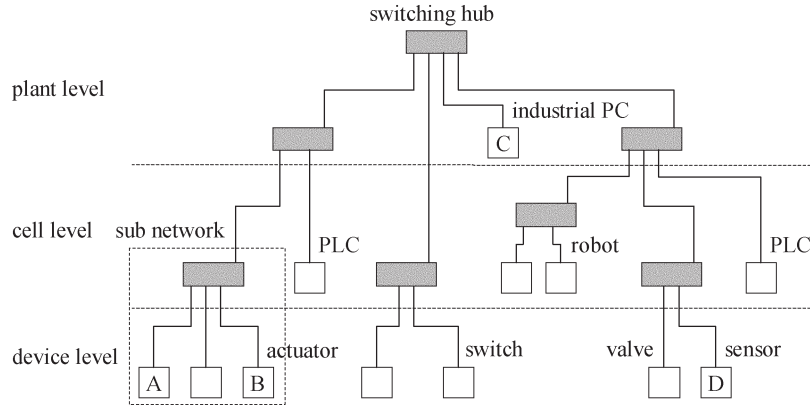 switching hub
plant level
industrial PC
C
cell level
sub network
PLC
robot
PLC
device level
actuator
switch
valve
sensor
A
B
D